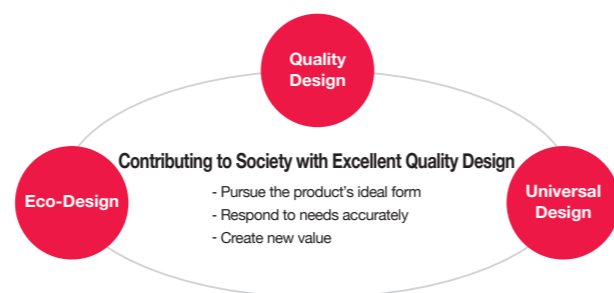 Quality
Design
Contributing to Society with Excellent Quality Design
- Pursue the product's ideal form
- Respond to needs accurately
- Create new value
Eco-Design
Universal
Design